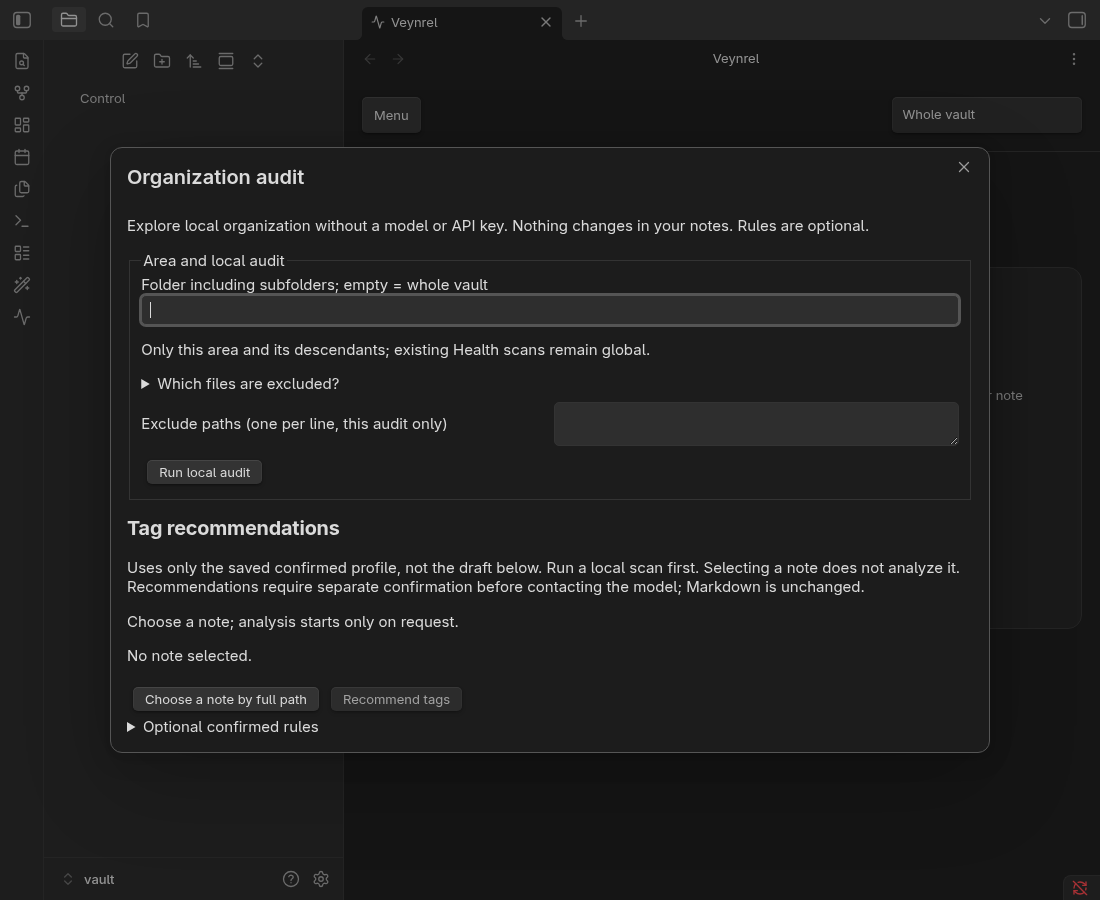 Veynrel
Control
Veynrel
Menu
Whole vault
Organization audit
Explore local organization without a model or API key. Nothing changes in your notes. Rules are optional.
Area and local audit
Folder including subfolders; empty = whole vault
Only this area and its descendants; existing Health scans remain global.
Which files are excluded?
note
Exclude paths (one per line, this audit only)
Run local audit
Tag recommendations
Uses only the saved confirmed profile, not the draft below. Run a local scan first. Selecting a note does not analyze it.
Recommendations require separate confirmation before contacting the model; Markdown is unchanged.
Choose a note; analysis starts only on request.
No note selected.
Choose a note by full path
Recommend tags
Optional confirmed rules
vault